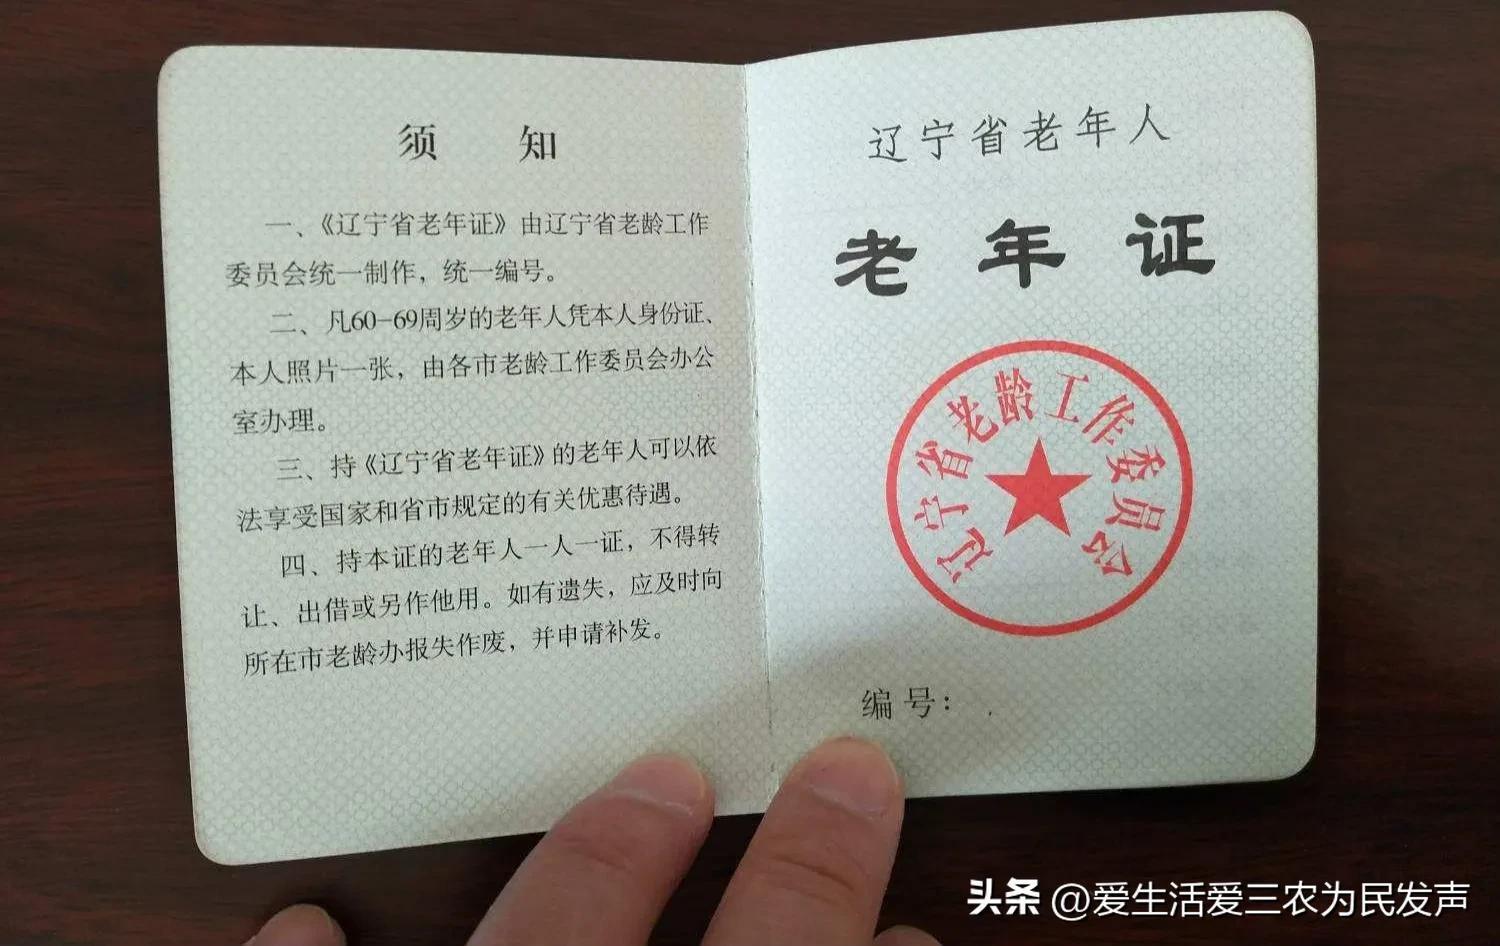 须 知
一、《辽宁省老年证》由辽宁省老龄工作
委员会统一制作，统一编号。
二、凡60-69周岁的老年人凭本人身份证、
本人照片一张，由各市老龄工作委员会办公
室办理。
三、持《辽宁省老年证》的老年人可以依
法享受国家和省市规定的有关优惠待遇。
四、持本证的老年人一人一证，不得转
让、出借或另作他用。如有遗失，应及时向
所在市老龄办报失作废，并申请补发。
辽宁省老年人
老年证
辽宁省老龄工作委员会
编号：
头条 @爱生活爱三农为民发声